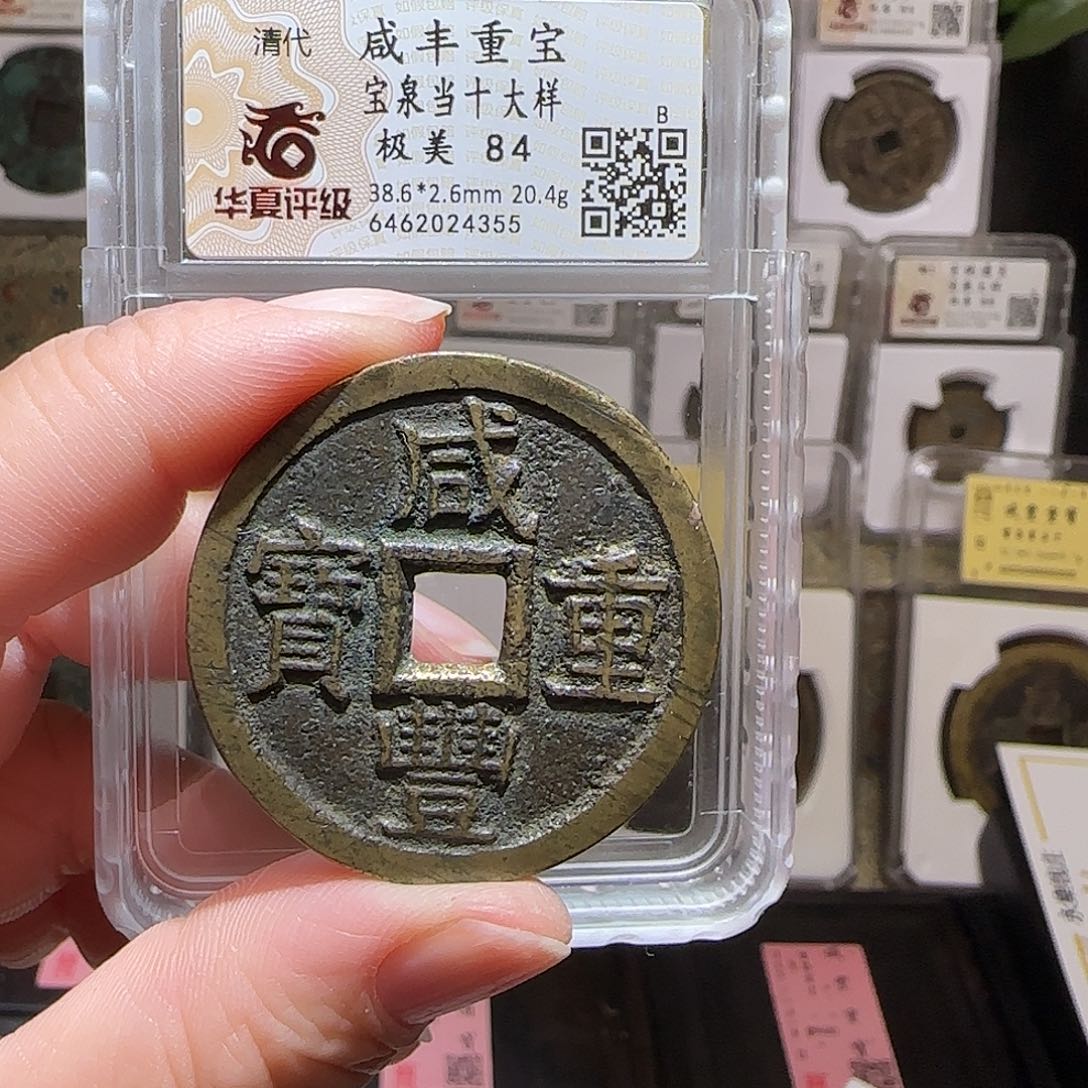 清代
咸丰重宝
宝泉当十大样
极美 84
B
华夏评级
38.6*2.6mm 20.4g
6462024355
咸
豐
重
寶